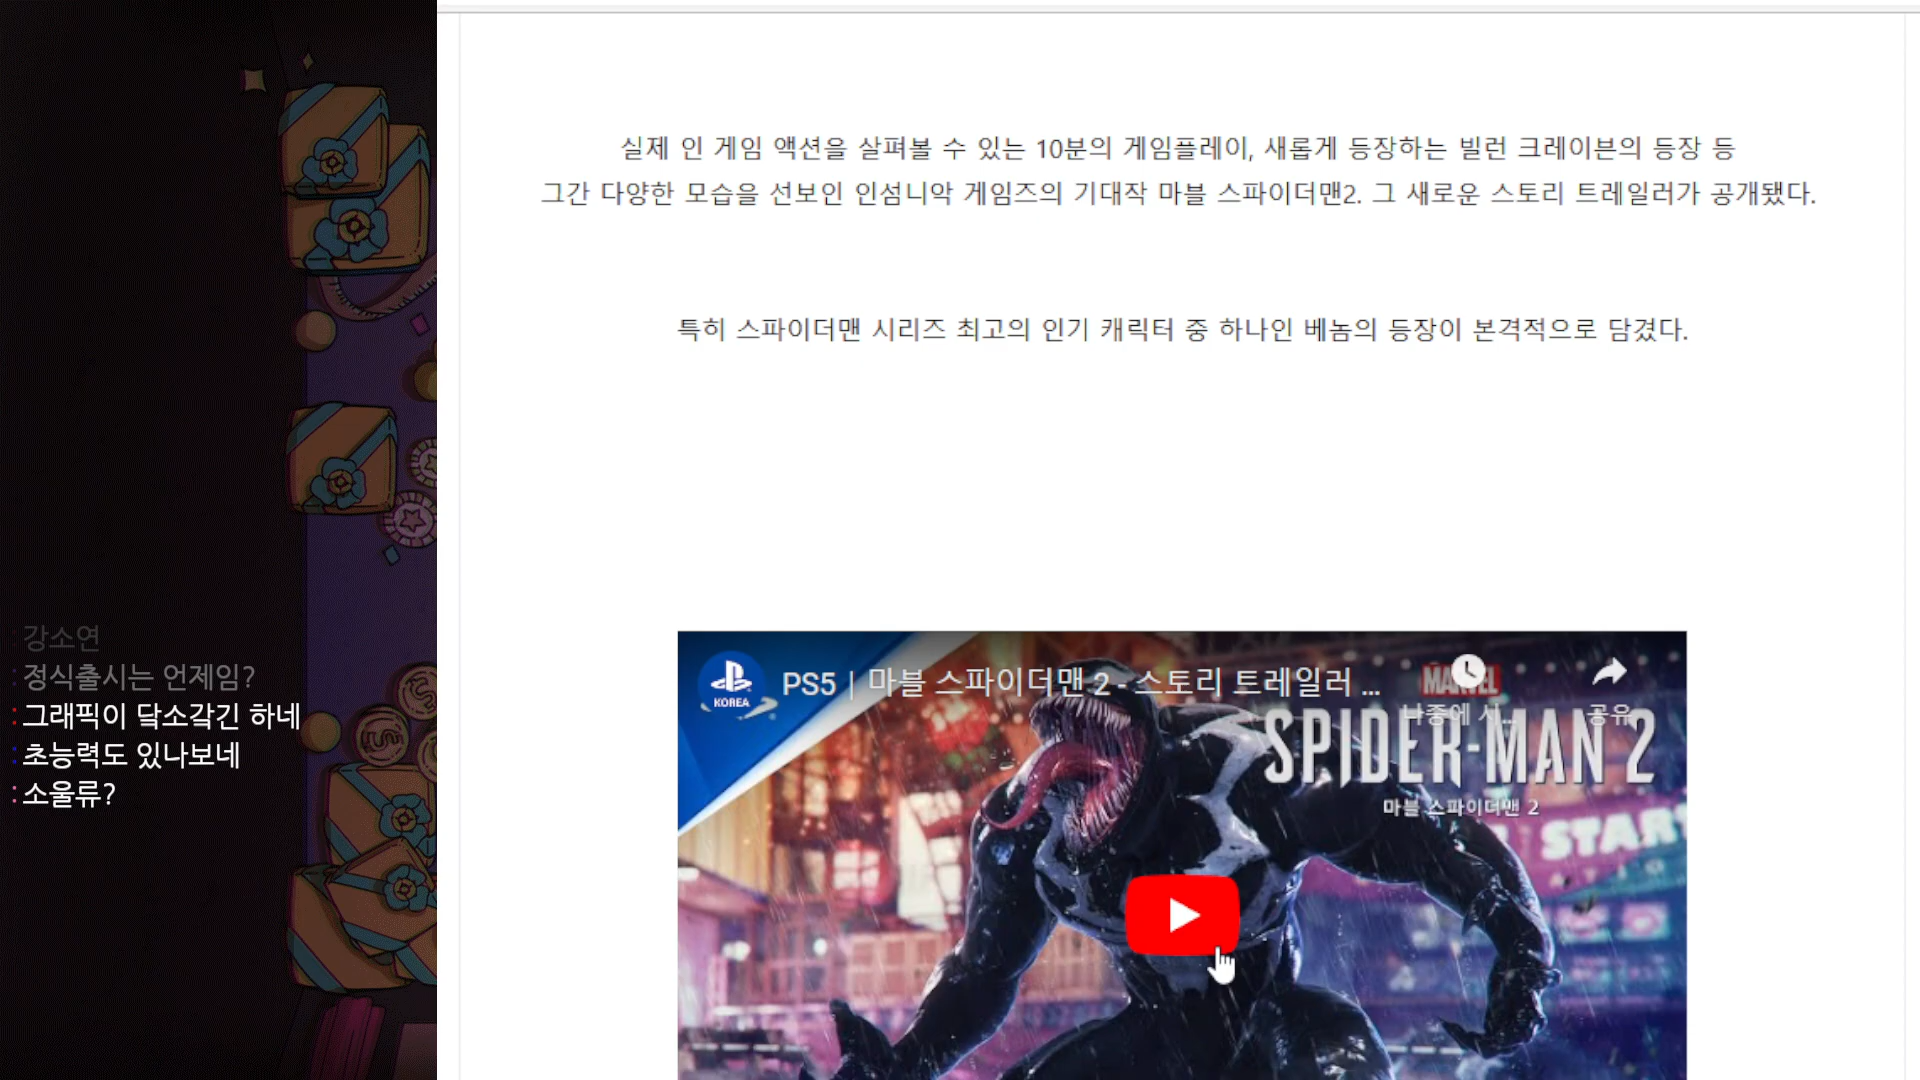 실제 인 게임 액션을 살펴볼 수 있는 10분의 게임플레이, 새롭게 등장하는 빌런 크레이븐의 등장 등
그간 다양한 모습을 선보인 인섬니악 게임즈의 기대작 마블 스파이더맨2. 그 새로운 스토리 트레일러가 공개됐다.
특히 스파이더맨 시리즈 최고의 인기 캐릭터 중 하나인 베놈의 등장이 본격적으로 담겼다.
강소연
: 정식출시는 언제임?
: 그래픽이 닼소갘긴 하네
: 초능력도 있나보네
: 소울류?
KOREA
PS5 | 마블 스파이더맨 2 - 스토리 트레일러 ...
MARVEL
나중에 시...
공유
SPIDER-MAN 2
마블 스파이더맨 2
START